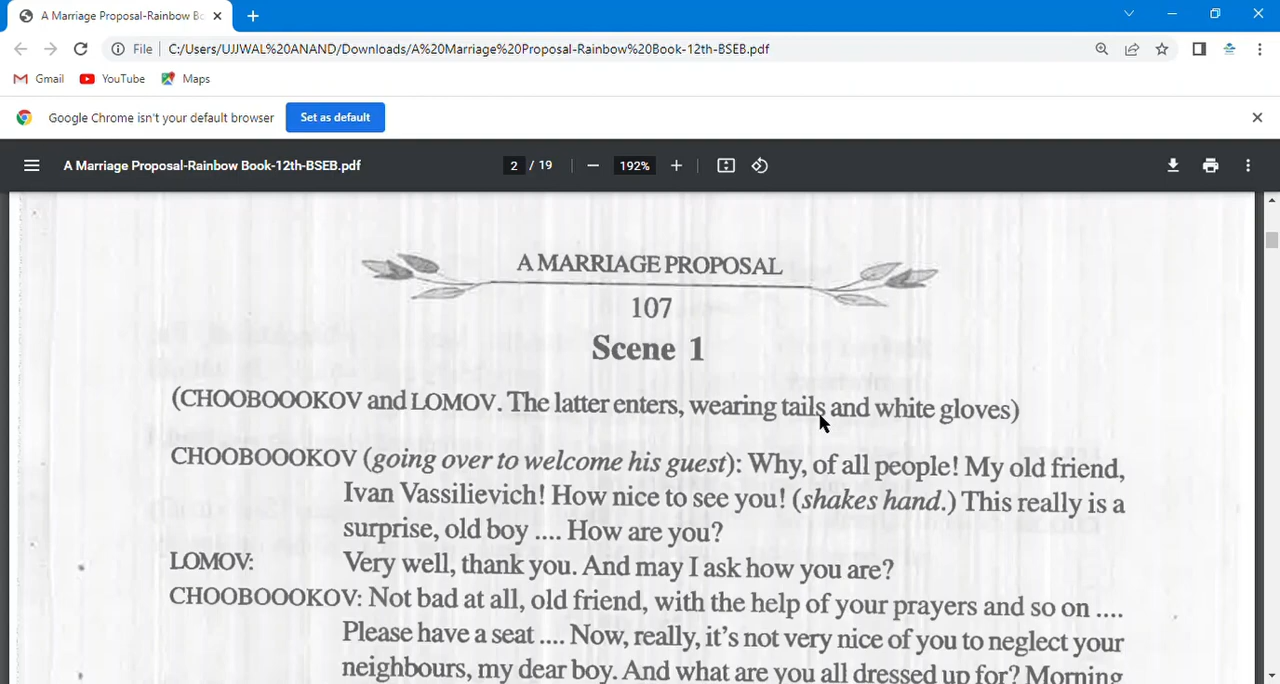 A Marriage Proposal-Rainbow Bo
File
C:/Users/UJJWAL%20ANAND/Downloads/A%20Marriage%20Proposal-Rainbow%20Book-12th-BSEB.pdf
Gmail YouTube Maps
Google Chrome isn't your default browser Set as default
A Marriage Proposal-Rainbow Book-12th-BSEB.pdf 2 / 19 192%
A MARRIAGE PROPOSAL
107
Scene 1
(CHOOBOOOKOV and LOMOV. The latter enters, wearing tails and white gloves)
CHOOBOOOKOV (going over to welcome his guest): Why, of all people! My old friend,
Ivan Vassilievich! How nice to see you! (shakes hand.) This really is a
surprise, old boy .... How are you?
LOMOV: Very well, thank you. And may I ask how you are?
CHOOBOOOKOV: Not bad at all, old friend, with the help of your prayers and so on ....
Please have a seat .... Now, really, it's not very nice of you to neglect your
neighbours, my dear boy. And what are you all dressed up for? Morning